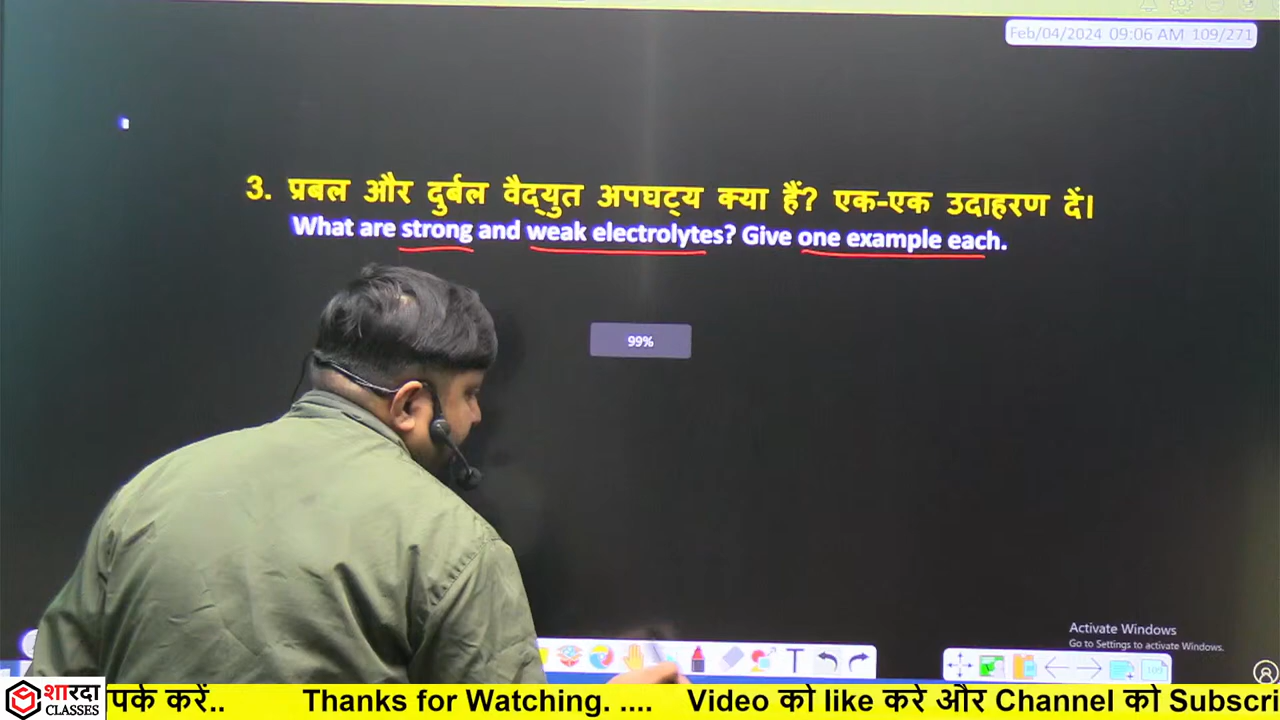 Feb/04/2024 09:06 AM 109/271
3. प्रबल और दुर्बल वैद्युत अपघट्य क्या हैं? एक-एक उदाहरण दें।
What are strong and weak electrolytes? Give one example each.
99%
Activate Windows
Go to Settings to activate Windows.
T
109
शारदा
CLASSES
पर्क करें.. Thanks for Watching. .... Video को like करे और Channel को Subscri